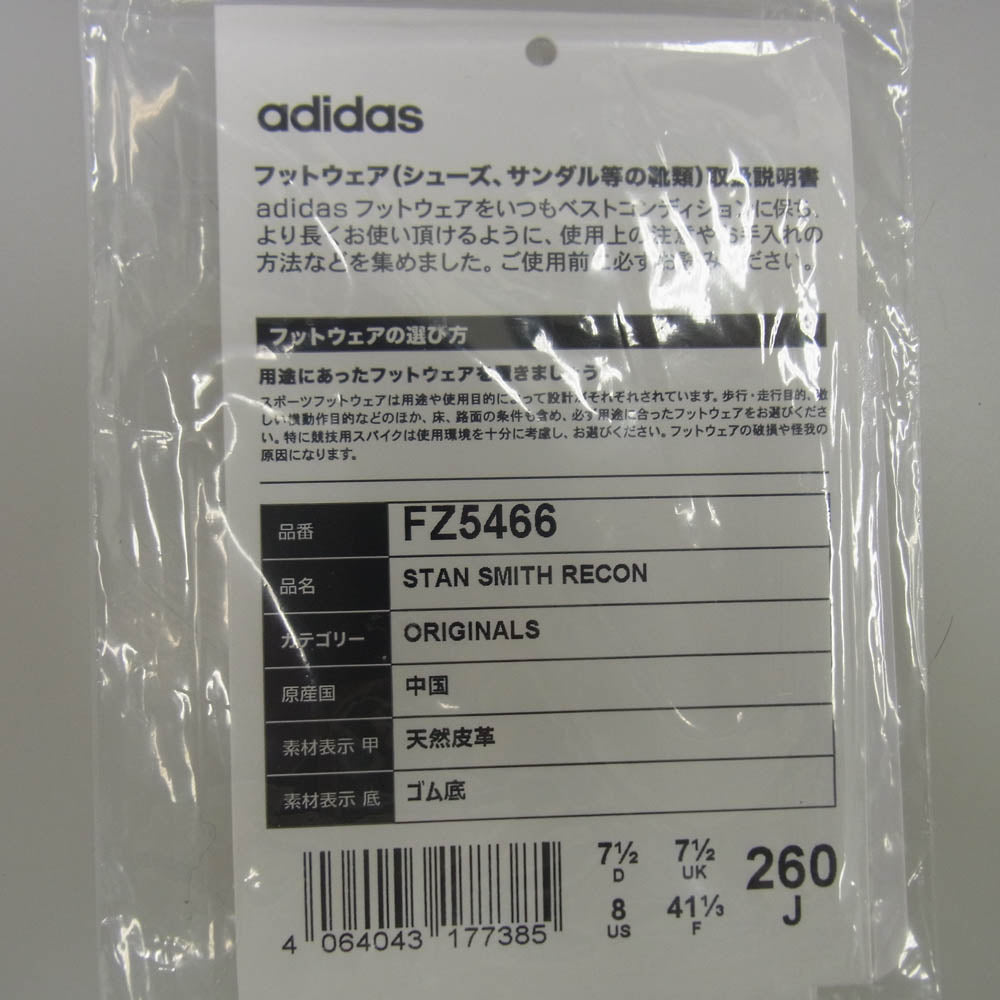 adidas
フットウェア(シューズ、サンダル等の靴類)取扱説明書
adidas フットウェアをいつもベストコンディションに保ち、
より長くお使い頂けるように、使用上の注意やお手入れの
方法などを集めました。ご使用前に必ずお読みください。
フットウェアの選び方
用途にあったフットウェアを履きましょう
スポーツフットウェアは用途や使用目的によって設計がそれぞれされています。歩行・走行目的、激
しい機動作目的などのほか、床、路面の条件も含め、必ず用途に合ったフットウェアをお選びくださ
い。特に競技用スパイクは使用環境を十分に考慮し、お選びください。フットウェアの破損や怪我の
原因になります。
品番 FZ5466
品名 STAN SMITH RECON
カテゴリー ORIGINALS
原産国 中国
素材表示 甲 天然皮革
素材表示 底 ゴム底
7½ 7½ 260
D UK J
8 41⅓
US F
4 064043 177385